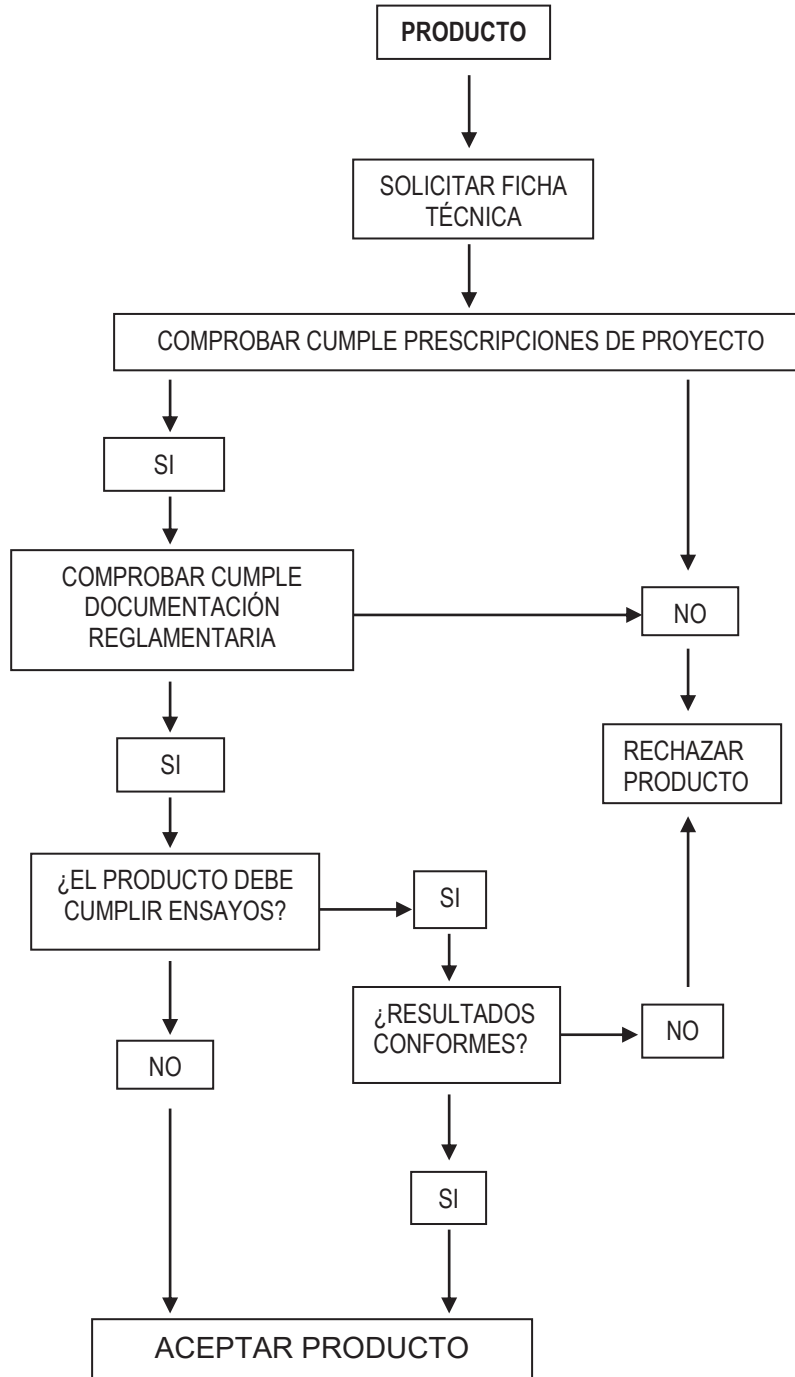 PRODUCTO
SOLICITAR FICHA
TÉCNICA
COMPROBAR CUMPLE PRESCRIPCIONES DE PROYECTO
SI
COMPROBAR CUMPLE
DOCUMENTACIÓN
REGLAMENTARIA
NO
SI
RECHAZAR
PRODUCTO
¿EL PRODUCTO DEBE
CUMPLIR ENSAYOS?
SI
¿RESULTADOS
CONFORMES?
NO
NO
SI
ACEPTAR PRODUCTO